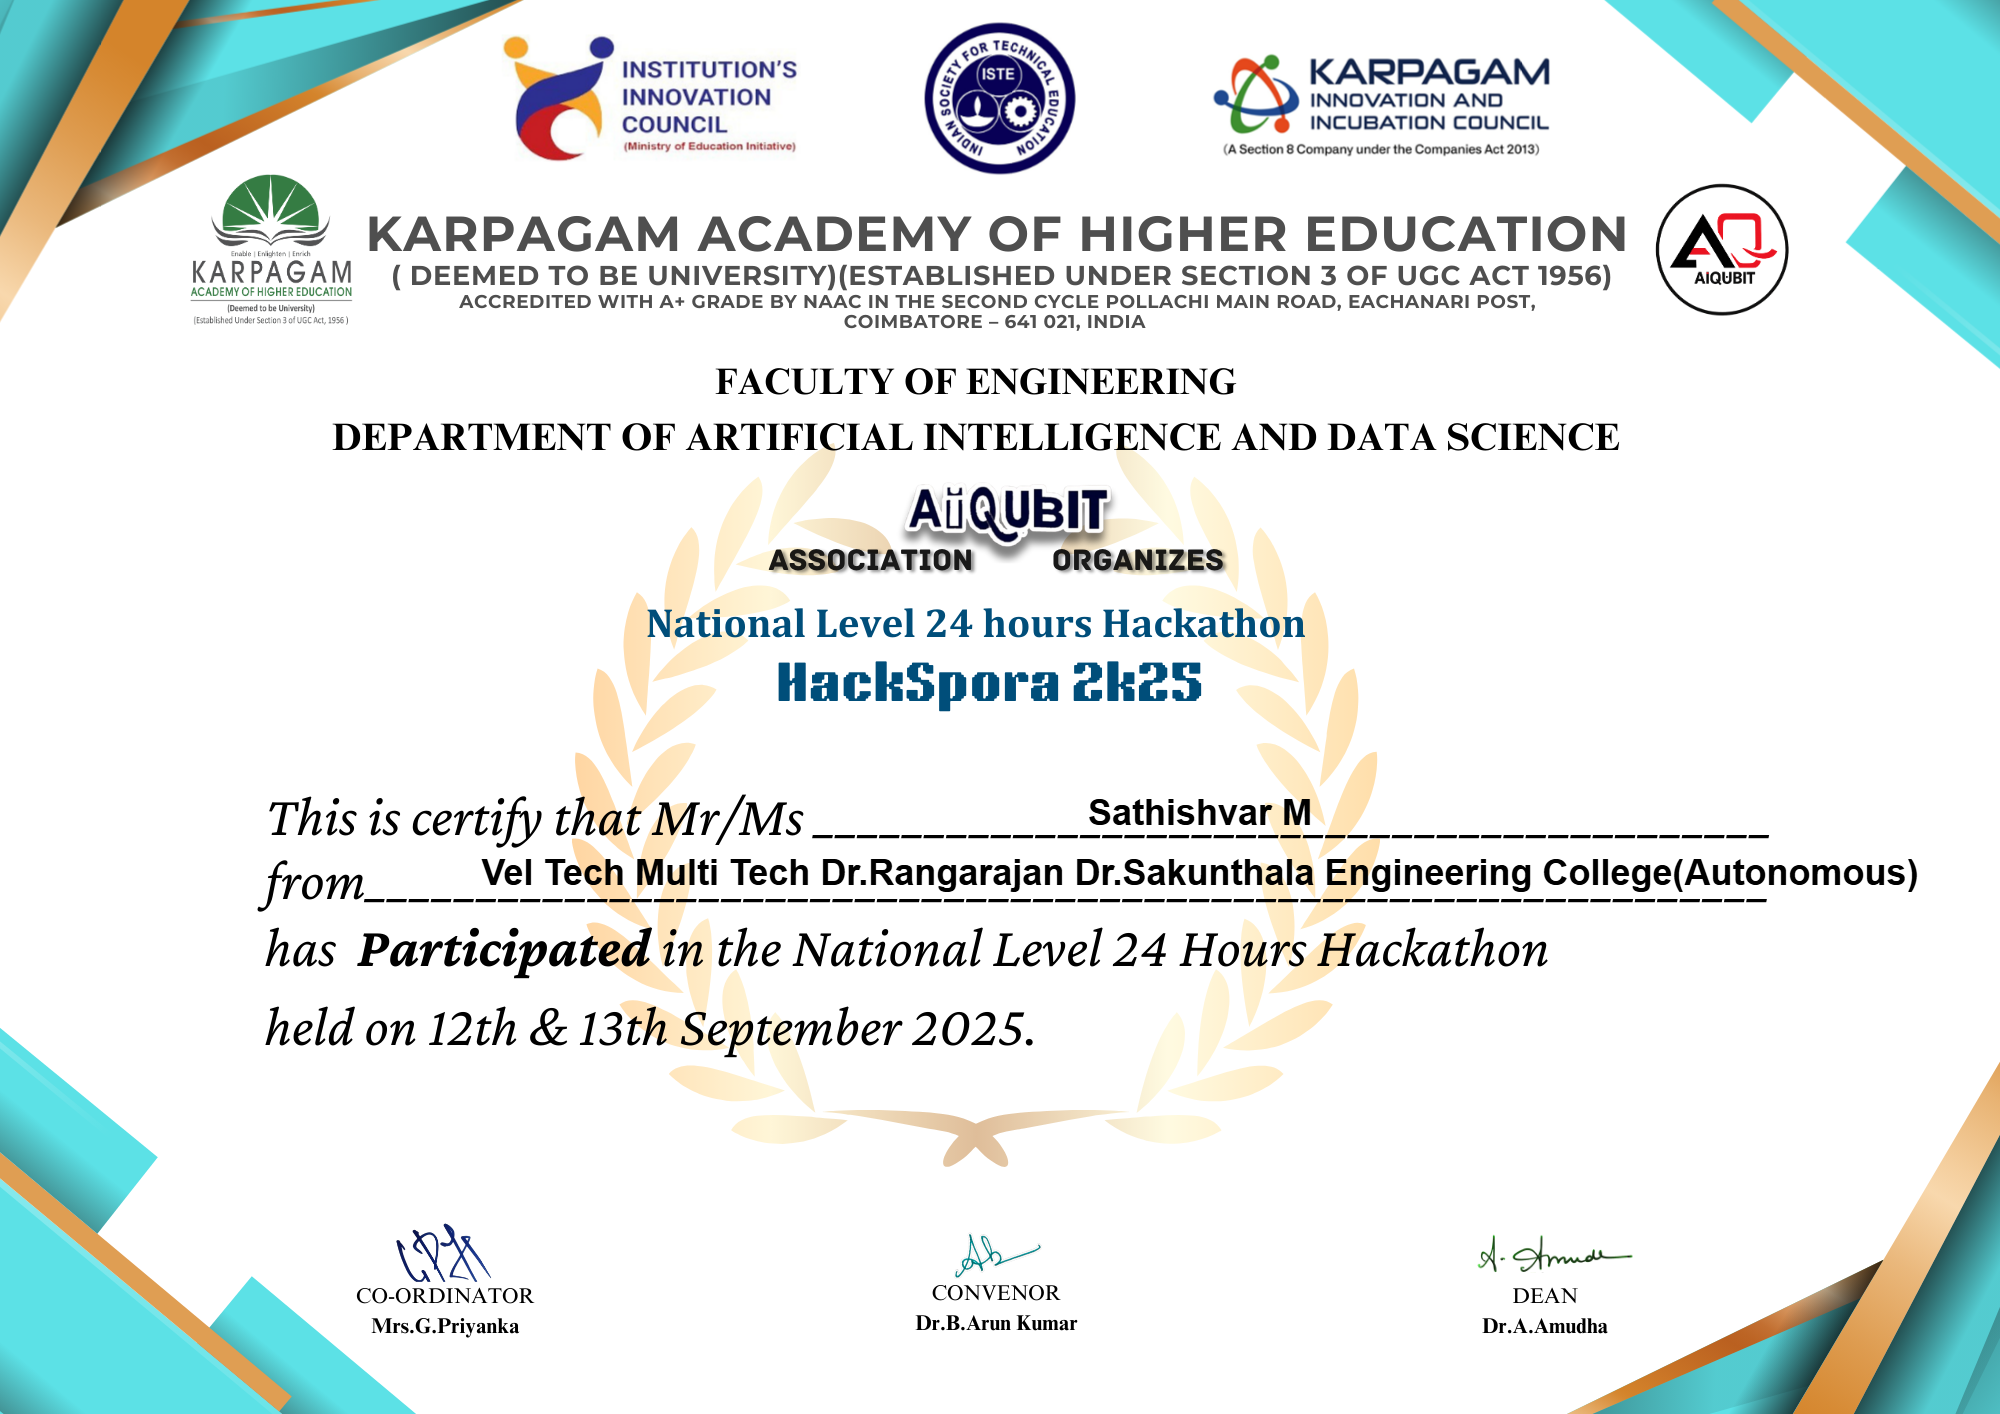 INSTITUTION'S
INNOVATION
COUNCIL
(Ministry of Education Initiative)
INDIAN SOCIETY FOR TECHNICAL EDUCATION
ISTE
KARPAGAM
INNOVATION AND
INCUBATION COUNCIL
(A Section 8 Company under the Companies Act 2013)
Enable | Enlighten | Enrich
KARPAGAM
ACADEMY OF HIGHER EDUCATION
(Deemed to be University)
(Established Under Section 3 of UGC Act, 1956 )
KARPAGAM ACADEMY OF HIGHER EDUCATION
( DEEMED TO BE UNIVERSITY)(ESTABLISHED UNDER SECTION 3 OF UGC ACT 1956)
ACCREDITED WITH A+ GRADE BY NAAC IN THE SECOND CYCLE POLLACHI MAIN ROAD, EACHANARI POST,
COIMBATORE – 641 021, INDIA
AQ
AIQUBIT
FACULTY OF ENGINEERING
DEPARTMENT OF ARTIFICIAL INTELLIGENCE AND DATA SCIENCE
AiQUbIT
ASSOCIATION ORGANIZES
National Level 24 hours Hackathon
HackSpora 2k25
This is certify that Mr/Ms Sathishvar M
from Vel Tech Multi Tech Dr.Rangarajan Dr.Sakunthala Engineering College(Autonomous)
has Participated in the National Level 24 Hours Hackathon
held on 12th & 13th September 2025.
A. Amudha
CO-ORDINATOR
Mrs.G.Priyanka
CONVENOR
Dr.B.Arun Kumar
DEAN
Dr.A.Amudha